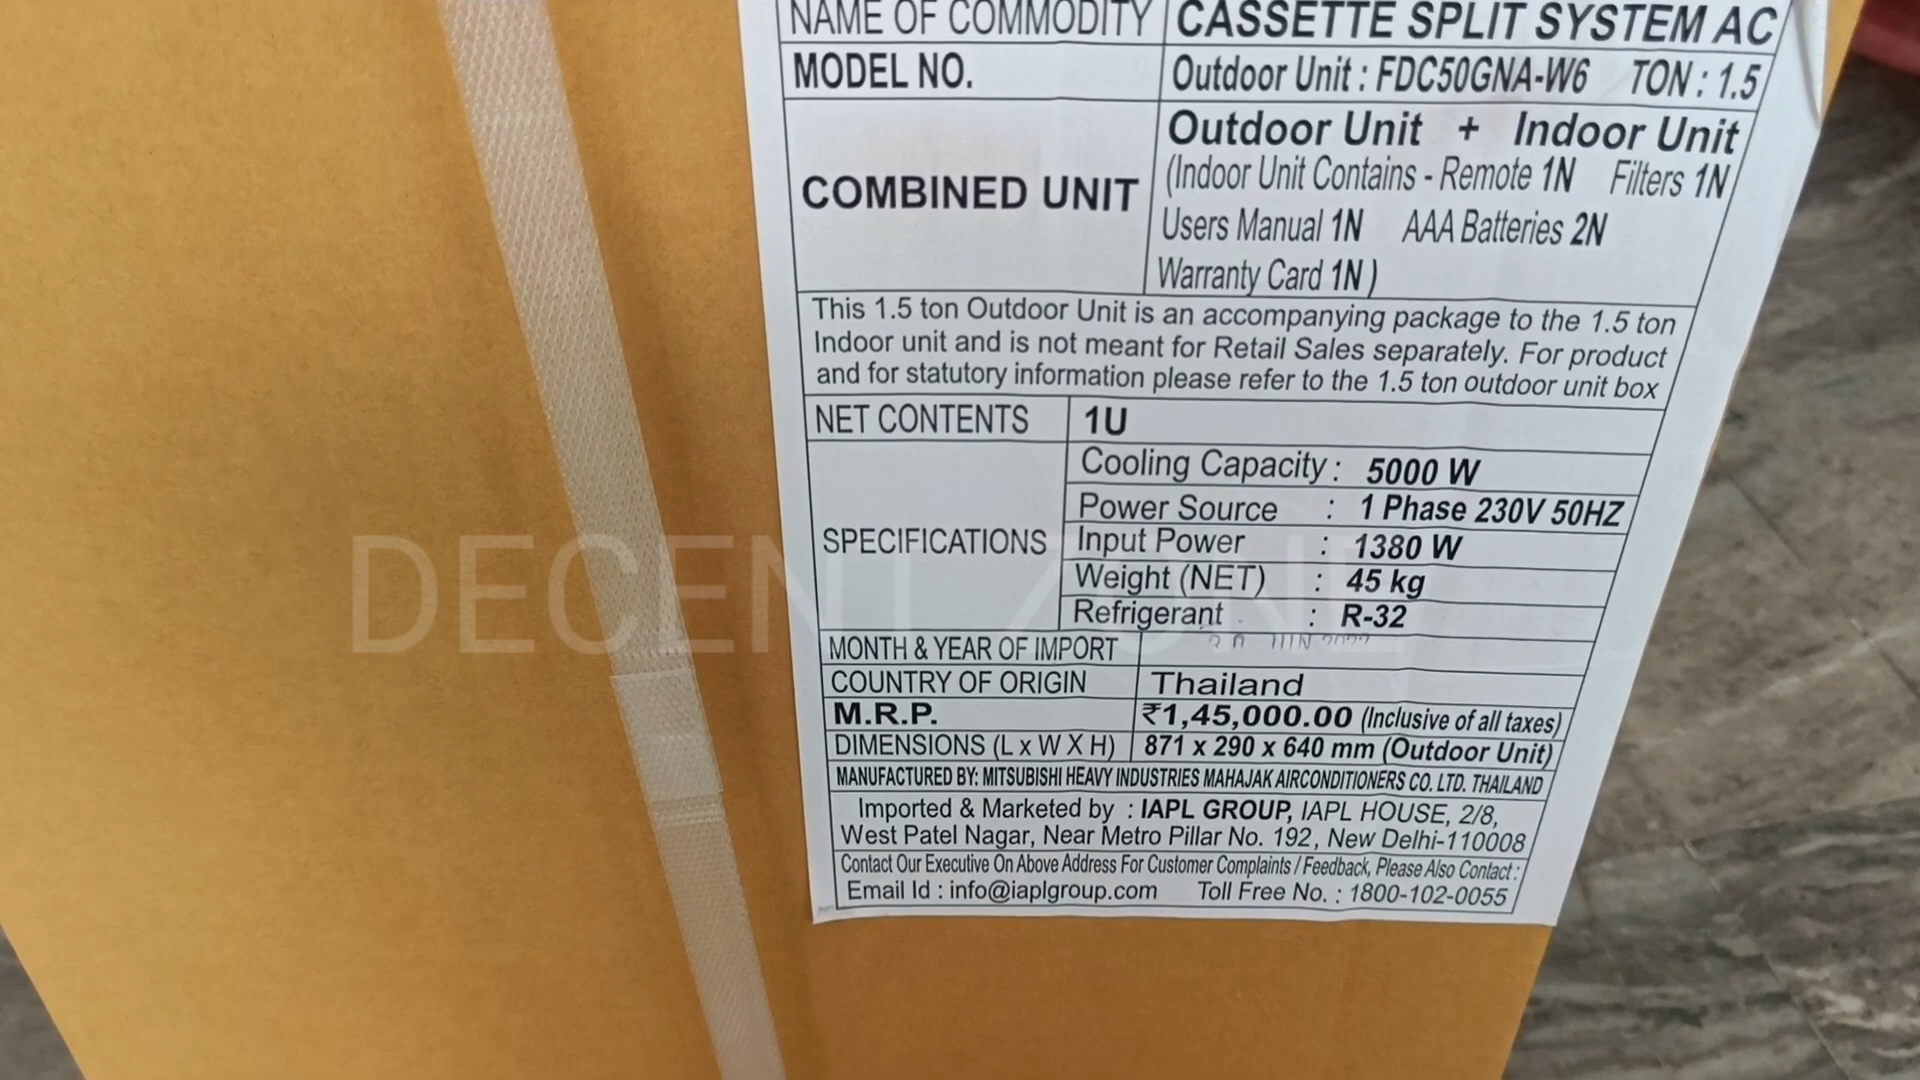 NAME OF COMMODITY CASSETTE SPLIT SYSTEM AC
MODEL NO. Outdoor Unit : FDC50GNA-W6 TON : 1.5
COMBINED UNIT
Outdoor Unit + Indoor Unit
(Indoor Unit Contains - Remote 1N Filters 1N
Users Manual 1N AAA Batteries 2N
Warranty Card 1N )
This 1.5 ton Outdoor Unit is an accompanying package to the 1.5 ton
Indoor unit and is not meant for Retail Sales separately. For product
and for statutory information please refer to the 1.5 ton outdoor unit box
NET CONTENTS 1U
SPECIFICATIONS
Cooling Capacity : 5000 W
Power Source : 1 Phase 230V 50HZ
Input Power : 1380 W
Weight (NET) : 45 kg
Refrigerant : R-32
MONTH & YEAR OF IMPORT
COUNTRY OF ORIGIN Thailand
M.R.P. ₹1,45,000.00 (Inclusive of all taxes)
DIMENSIONS (L x W X H) 871 x 290 x 640 mm (Outdoor Unit)
MANUFACTURED BY: MITSUBISHI HEAVY INDUSTRIES MAHAJAK AIRCONDITIONERS CO. LTD. THAILAND
Imported & Marketed by : IAPL GROUP, IAPL HOUSE, 2/8,
West Patel Nagar, Near Metro Pillar No. 192, New Delhi-110008
Contact Our Executive On Above Address For Customer Complaints / Feedback, Please Also Contact :
Email Id : info@iaplgroup.com Toll Free No. : 1800-102-0055
DECENT ZONE